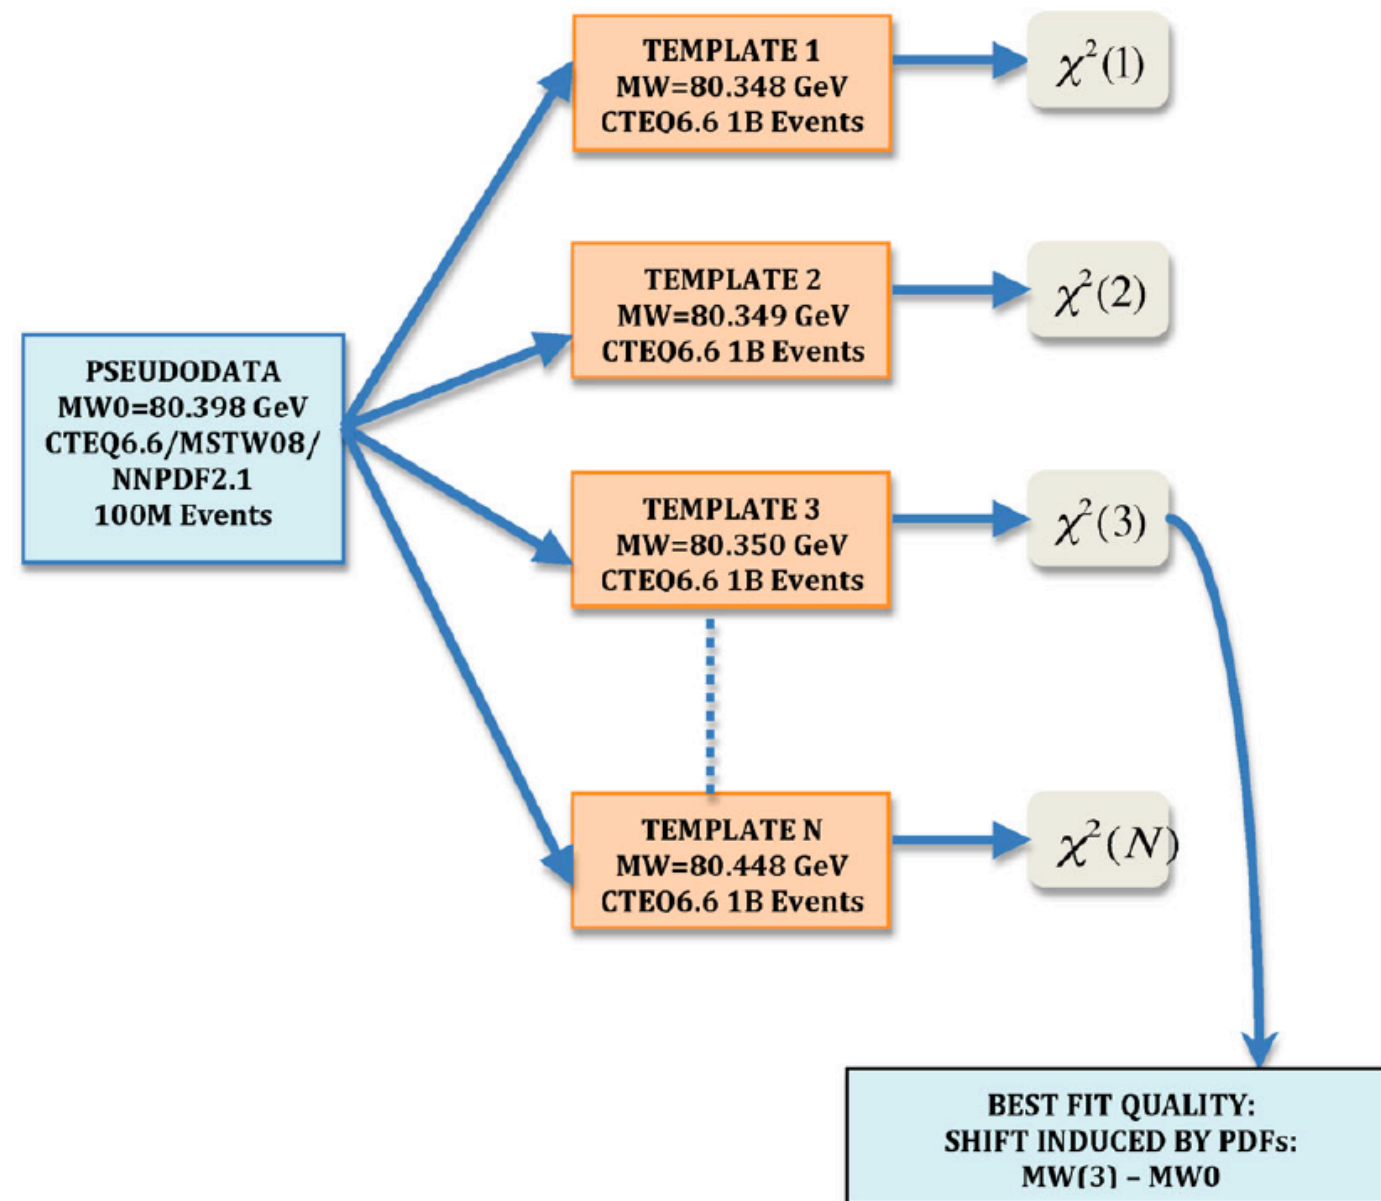 PSEUDODATA
MW0=80.398 GeV
CTEQ6.6/MSTW08/
NNPDF2.1
100M Events
TEMPLATE 1
MW=80.348 GeV
CTEQ6.6 1B Events
χ²(1)
TEMPLATE 2
MW=80.349 GeV
CTEQ6.6 1B Events
χ²(2)
TEMPLATE 3
MW=80.350 GeV
CTEQ6.6 1B Events
χ²(3)
TEMPLATE N
MW=80.448 GeV
CTEQ6.6 1B Events
χ²(N)
BEST FIT QUALITY:
SHIFT INDUCED BY PDFs:
MW(3) – MW0